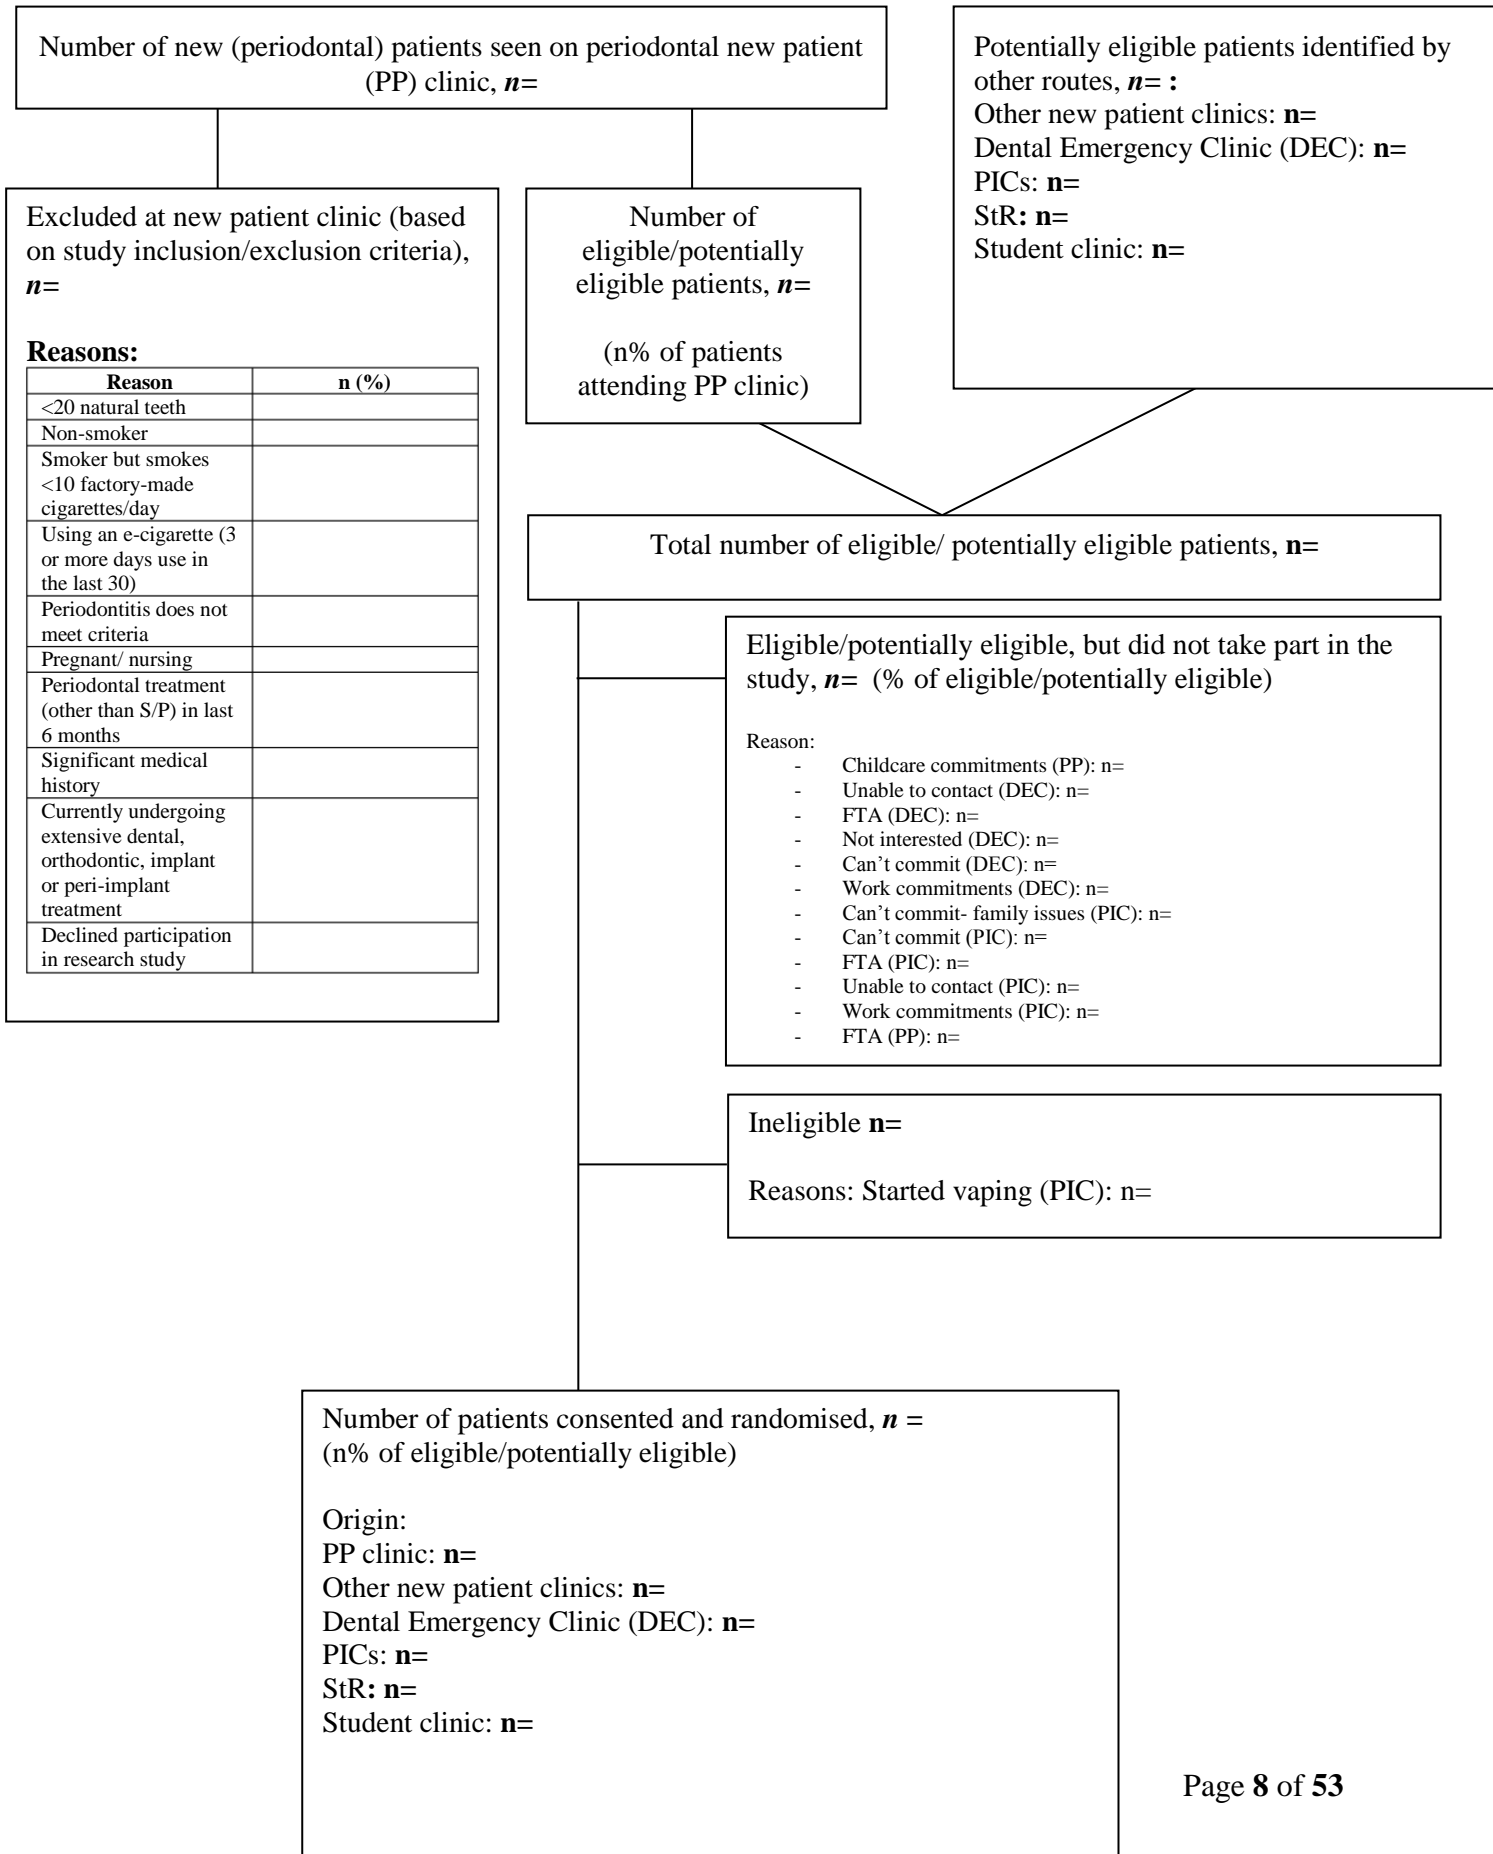 Number of new (periodontal) patients seen on periodontal new patient
(PP) clinic, n=
Potentially eligible patients identified by
other routes, n= :
Other new patient clinics: n=
Dental Emergency Clinic (DEC): n=
PICs: n=
StR: n=
Student clinic: n=
Excluded at new patient clinic (based
on study inclusion/exclusion criteria),
n=
Reasons:
Reason n (%)
<20 natural teeth
Non-smoker
Smoker but smokes
<10 factory-made
cigarettes/day
Using an e-cigarette (3
or more days use in
the last 30)
Periodontitis does not
meet criteria
Pregnant/ nursing
Periodontal treatment
(other than S/P) in last
6 months
Significant medical
history
Currently undergoing
extensive dental,
orthodontic, implant
or peri-implant
treatment
Declined participation
in research study
Number of
eligible/potentially
eligible patients, n=
(n% of patients
attending PP clinic)
Total number of eligible/ potentially eligible patients, n=
Eligible/potentially eligible, but did not take part in the
study, n= (% of eligible/potentially eligible)
Reason:
- Childcare commitments (PP): n=
- Unable to contact (DEC): n=
- FTA (DEC): n=
- Not interested (DEC): n=
- Can't commit (DEC): n=
- Work commitments (DEC): n=
- Can't commit- family issues (PIC): n=
- Can't commit (PIC): n=
- FTA (PIC): n=
- Unable to contact (PIC): n=
- Work commitments (PIC): n=
- FTA (PP): n=
Ineligible n=
Reasons: Started vaping (PIC): n=
Number of patients consented and randomised, n =
(n% of eligible/potentially eligible)
Origin:
PP clinic: n=
Other new patient clinics: n=
Dental Emergency Clinic (DEC): n=
PICs: n=
StR: n=
Student clinic: n=
Page 8 of 53